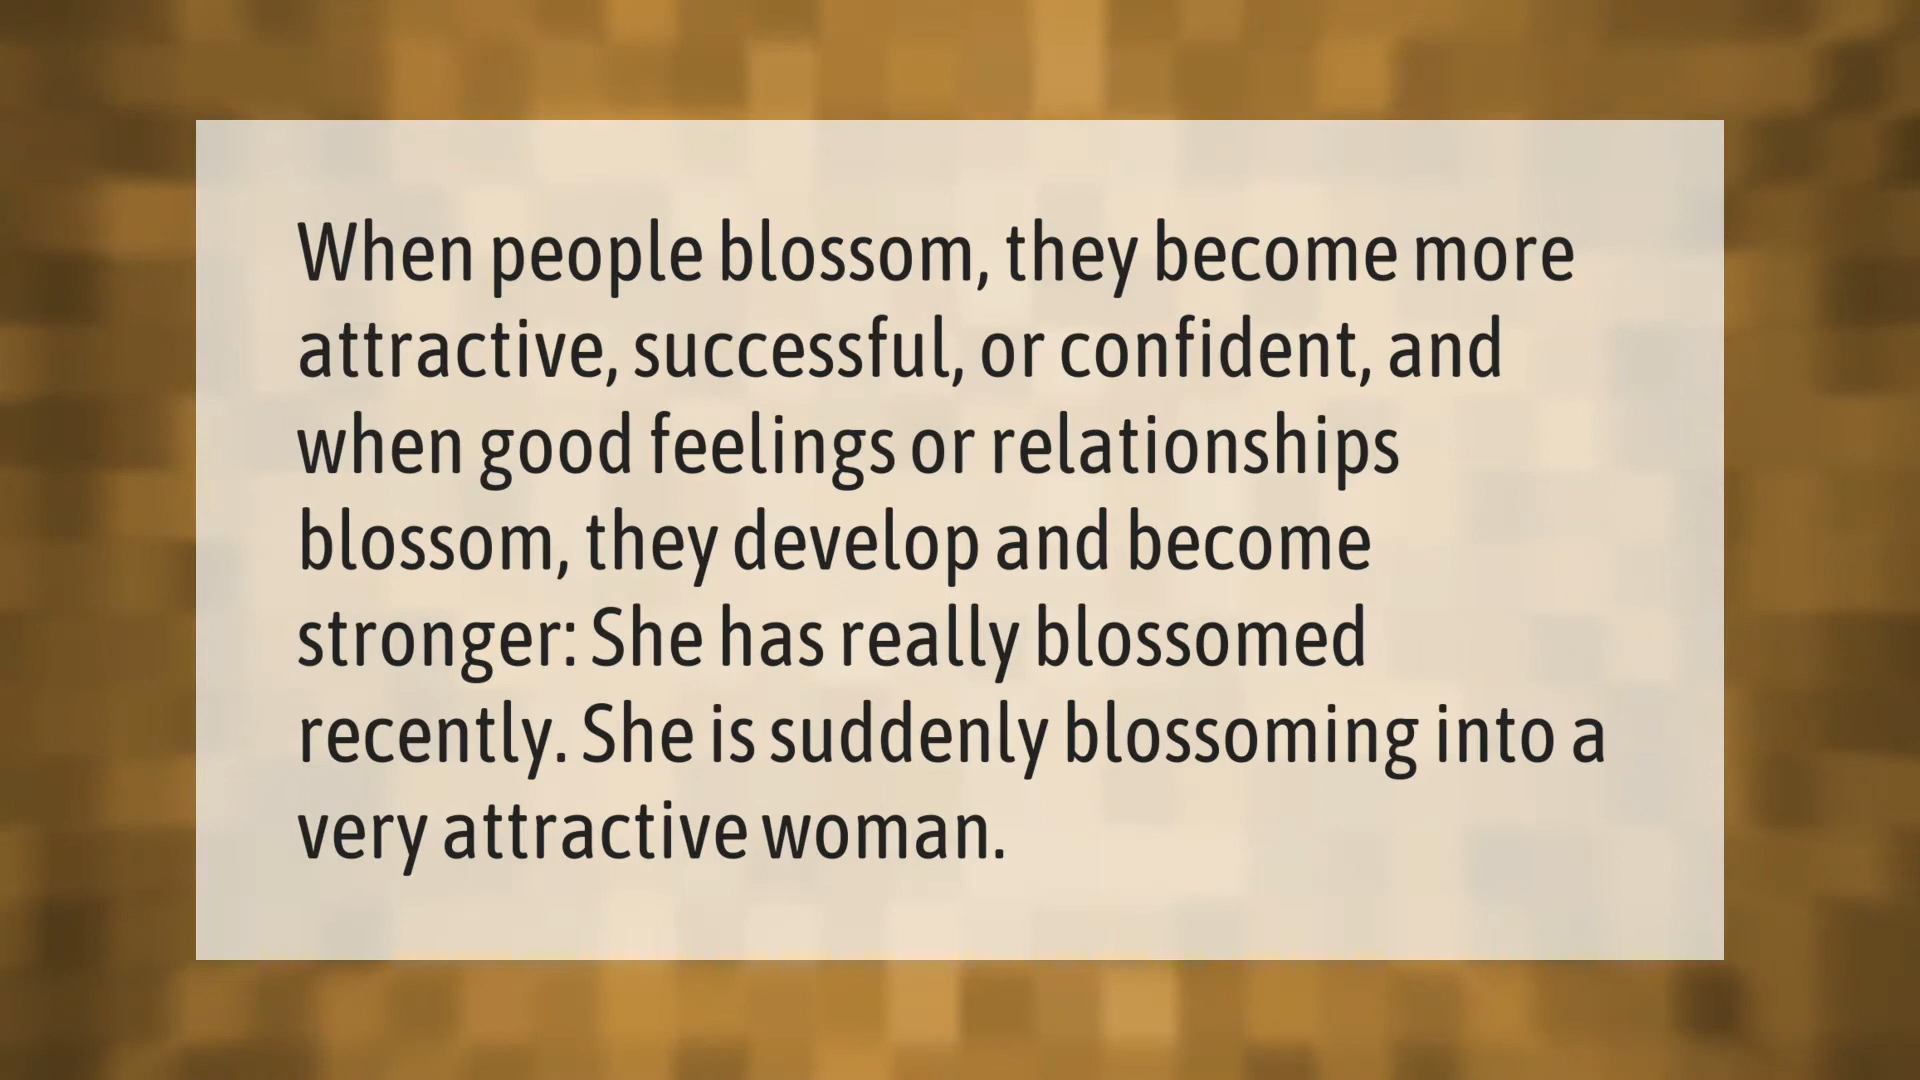 When people blossom, they become more
attractive, successful, or confident, and
when good feelings or relationships
blossom, they develop and become
stronger: She has really blossomed
recently. She is suddenly blossoming into a
very attractive woman.